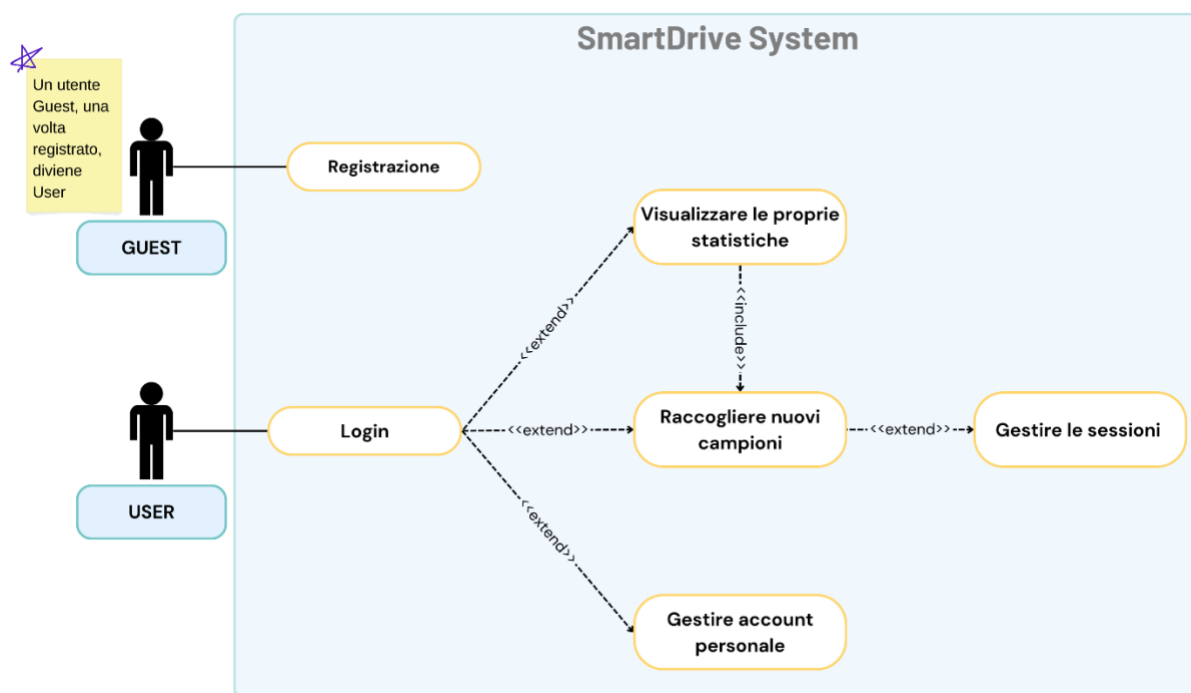 SmartDrive System
Un utente
Guest, una
volta
registrato,
diviene
User
Registrazione
GUEST
Visualizzare le proprie
statistiche
<<extend>>
<<include>>
Login
<<extend>>
Raccogliere nuovi
campioni
<<extend>>
Gestire le sessioni
USER
<<extend>>
Gestire account
personale